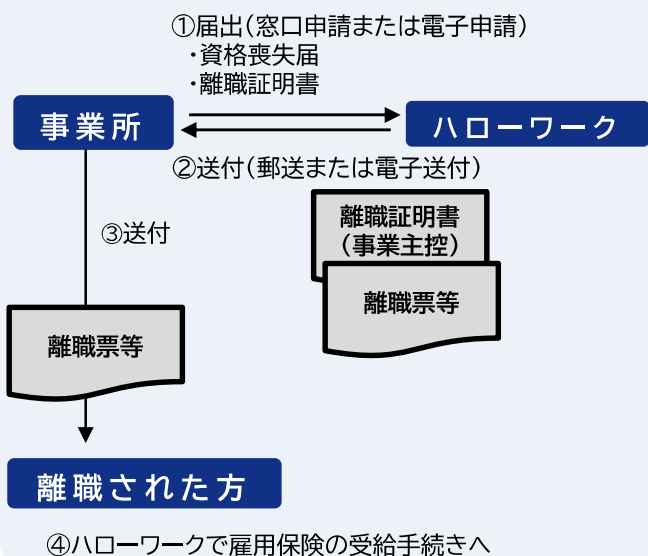 ①届出(窓口申請または電子申請)
・資格喪失届
・離職証明書
事業所
ハローワーク
②送付(郵送または電子送付)
離職証明書
(事業主控)
③送付
離職票等
離職票等
離職された方
④ハローワークで雇用保険の受給手続きへ